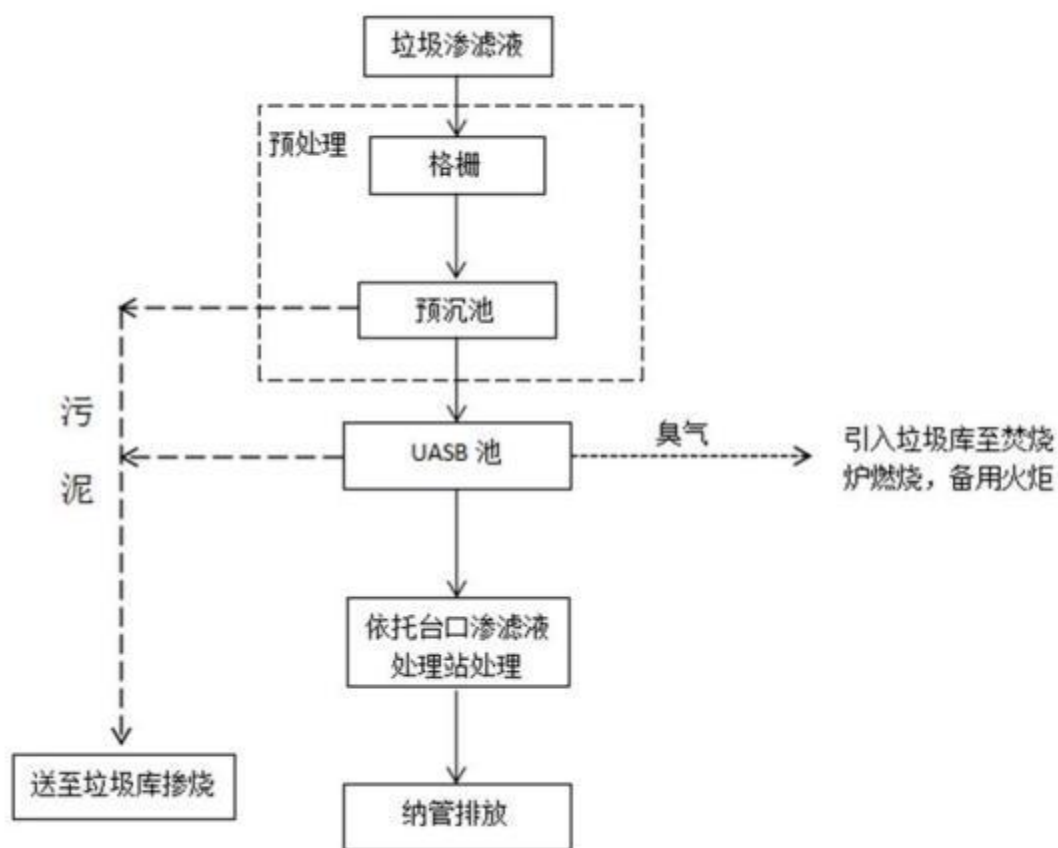 垃圾渗滤液
预处理
格栅
预沉池
污
泥
UASB 池
臭气
引入垃圾库至焚烧
炉燃烧，备用火炬
依托台口渗滤液
处理站处理
送至垃圾库掺烧
纳管排放